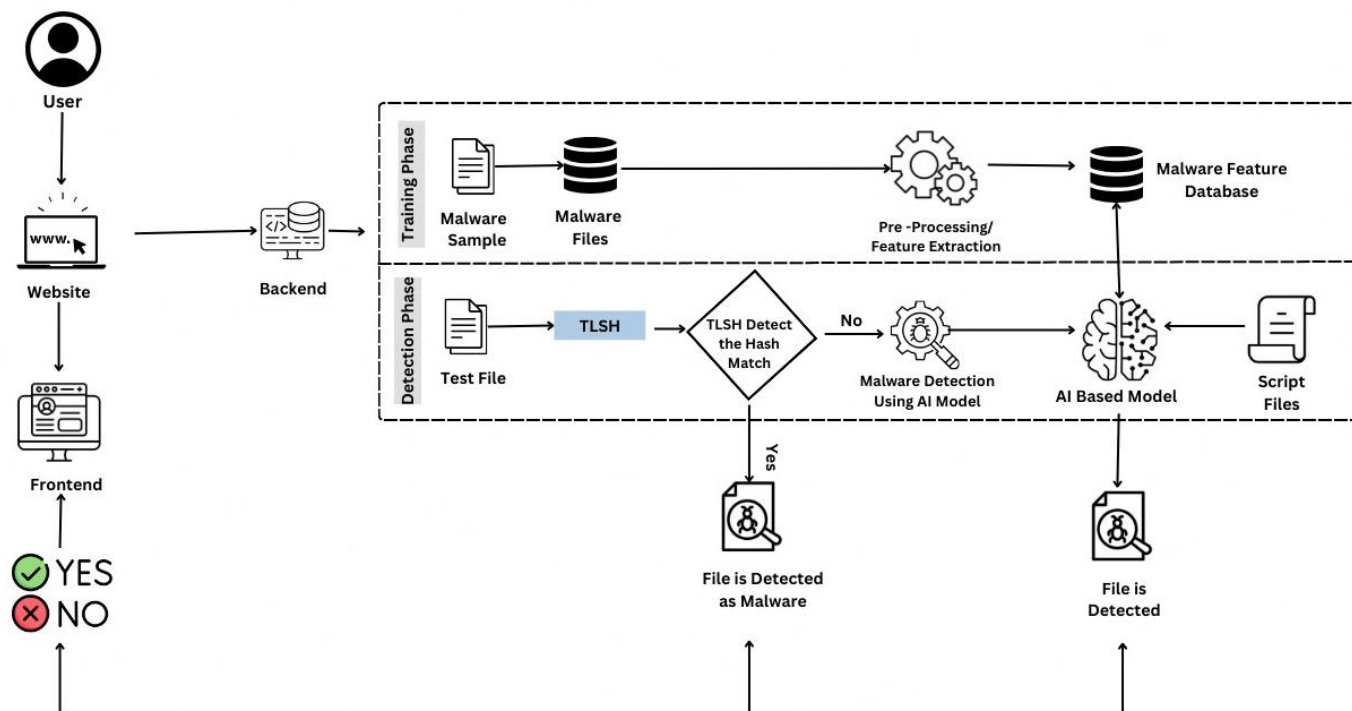 User
www.
Website
Frontend
YES
NO
Backend
Training Phase
Malware
Sample
Malware
Files
Pre -Processing/
Feature Extraction
Malware Feature
Database
Detection Phase
Test File
TLSH
TLSH Detect
the Hash
Match
No
Yes
Malware Detection
Using AI Model
AI Based Model
Script
Files
File is Detected
as Malware
File is
Detected